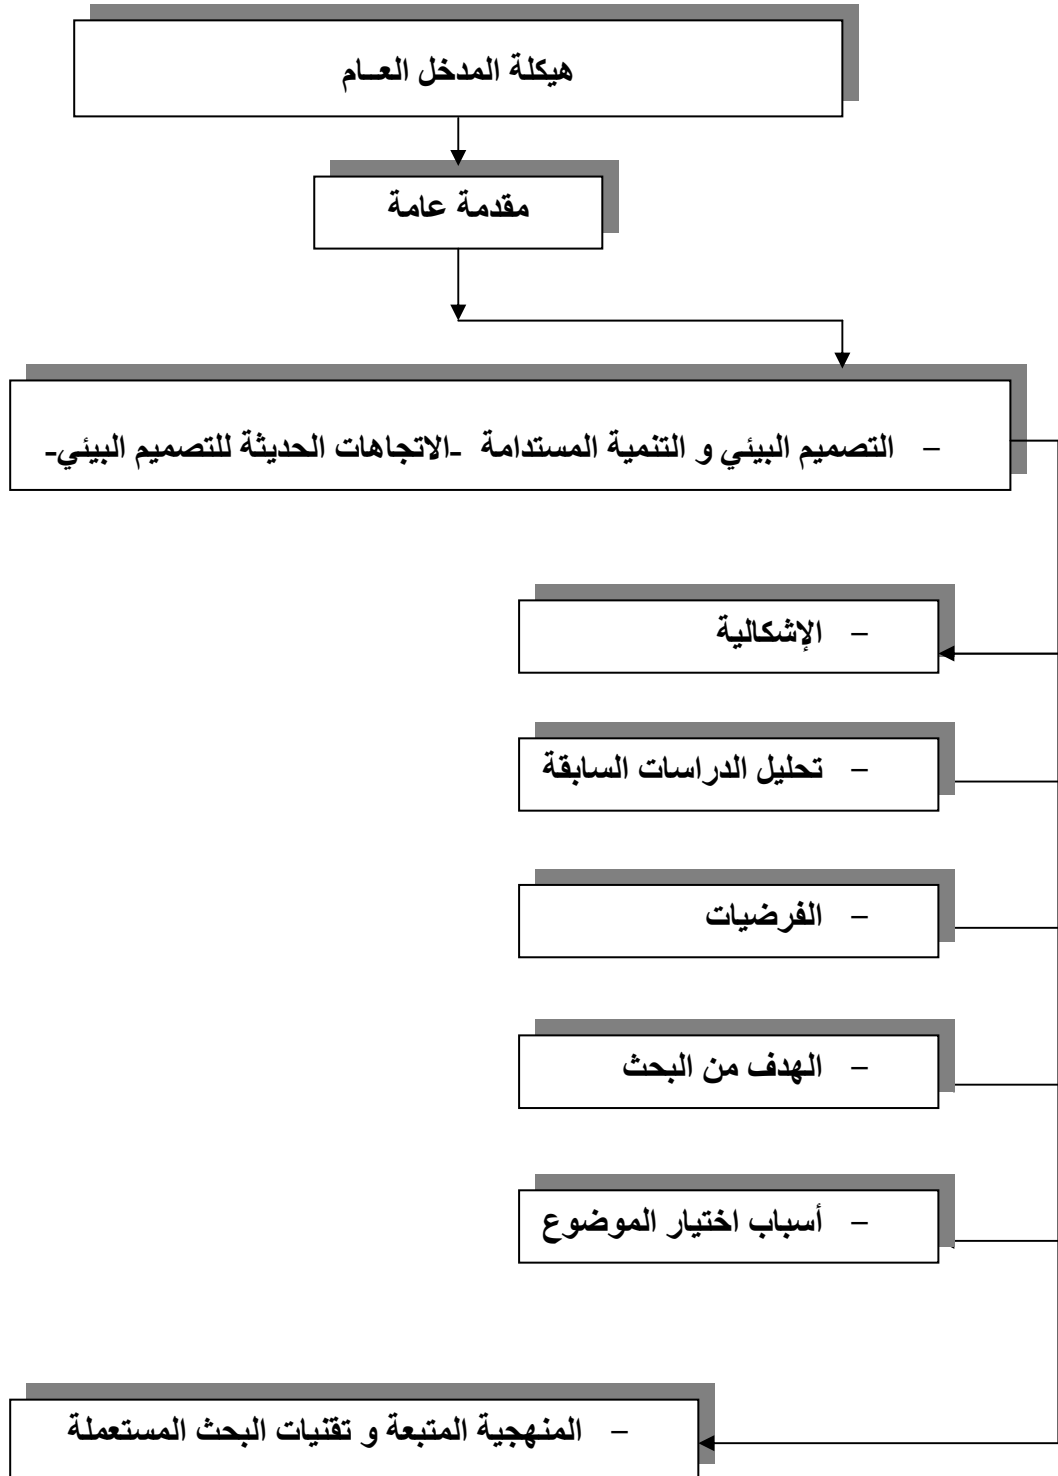 هيكلة المدخل العــام
مقدمة عامة
– التصميم البيئي و التنمية المستدامة -الاتجاهات الحديثة للتصميم البيئي-
– الإشكالية
– تحليل الدراسات السابقة
– الفرضيات
– الهدف من البحث
– أسباب اختيار الموضوع
– المنهجية المتبعة و تقنيات البحث المستعملة